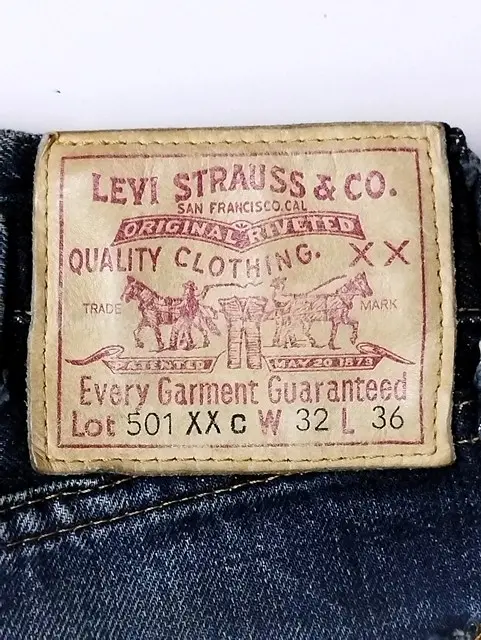 LEVI STRAUSS & CO.
SAN FRANCISCO, CAL
ORIGINAL RIVETED
QUALITY CLOTHING. XX
TRADE MARK
PATENTED MAY 20 1873
Every Garment Guaranteed
Lot 501 XX C W 32 L 36